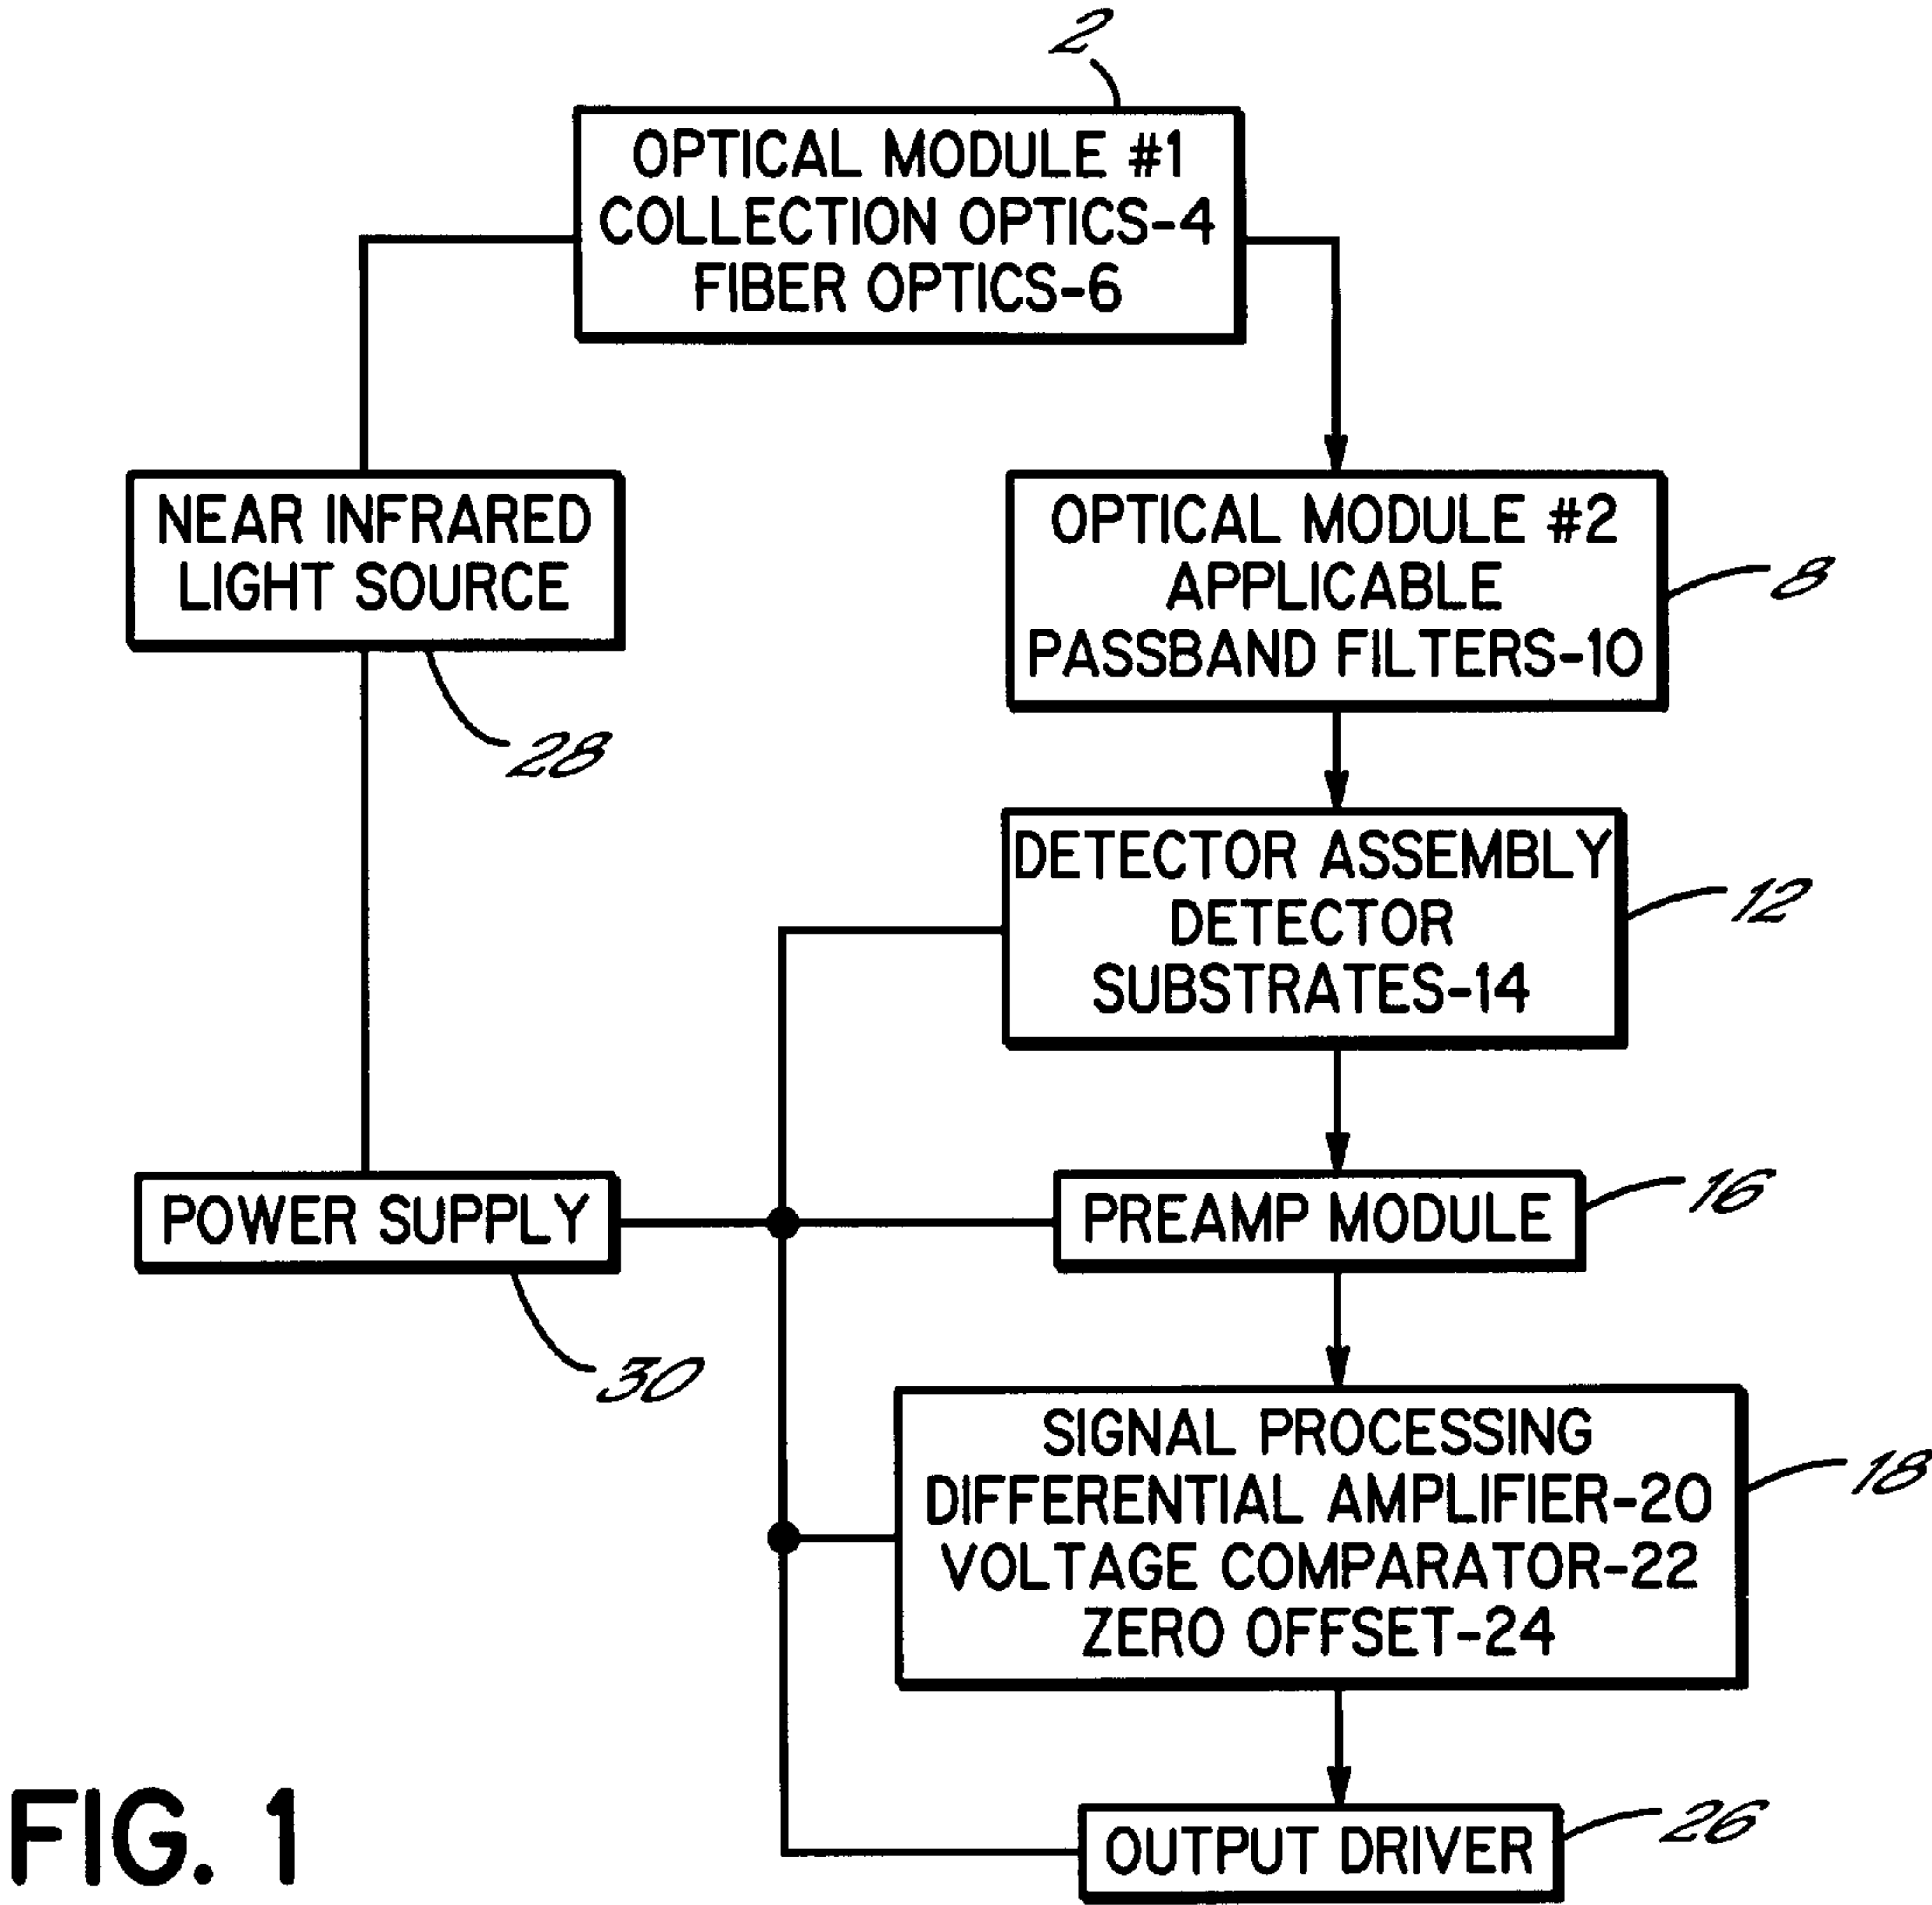 2
OPTICAL MODULE #1
COLLECTION OPTICS-4
FIBER OPTICS-6
NEAR INFRARED
LIGHT SOURCE
28
OPTICAL MODULE #2
APPLICABLE
PASSBAND FILTERS-10
8
DETECTOR ASSEMBLY
DETECTOR
SUBSTRATES-14
12
POWER SUPPLY
30
PREAMP MODULE
16
SIGNAL PROCESSING
DIFFERENTIAL AMPLIFIER-20
VOLTAGE COMPARATOR-22
ZERO OFFSET-24
18
OUTPUT DRIVER
26
FIG. 1